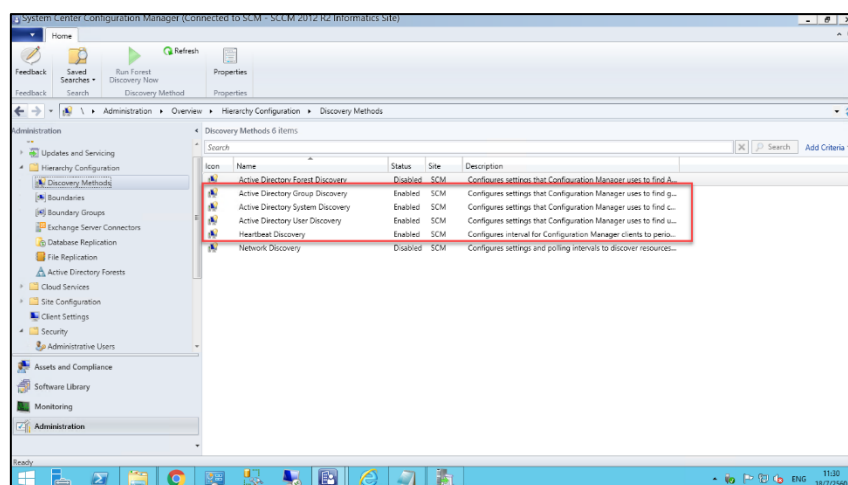 System Center Configuration Manager (Connected to SCM - SCCM 2012 R2 Informatics Site)
Home
Feedback
Saved Searches
Run Forest Discovery Now
Refresh
Properties
Feedback
Search
Discovery Method
Properties
\ Administration Overview Hierarchy Configuration Discovery Methods
Administration
Updates and Servicing
Hierarchy Configuration
Discovery Methods
Boundaries
Boundary Groups
Exchange Server Connectors
Database Replication
File Replication
Active Directory Forests
Cloud Services
Site Configuration
Client Settings
Security
Administrative Users
Assets and Compliance
Software Library
Monitoring
Administration
Discovery Methods 6 items
Search
Search Add Criteria
Icon Name Status Site Description
Active Directory Forest Discovery Disabled SCM Configures settings that Configuration Manager uses to find A...
Active Directory Group Discovery Enabled SCM Configures settings that Configuration Manager uses to find g...
Active Directory System Discovery Enabled SCM Configures settings that Configuration Manager uses to find c...
Active Directory User Discovery Enabled SCM Configures settings that Configuration Manager uses to find u...
Heartbeat Discovery Enabled SCM Configures interval for Configuration Manager clients to perio...
Network Discovery Disabled SCM Configures settings and polling intervals to discover resources...
Ready
ENG
11:30
18/7/2560